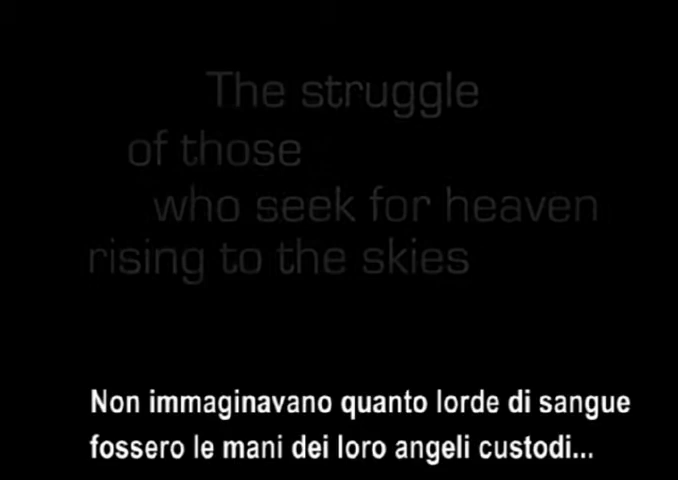 The struggle
of those
who seek for heaven
rising to the skies
Non immaginavano quanto lorde di sangue
fossero le mani dei loro angeli custodi...